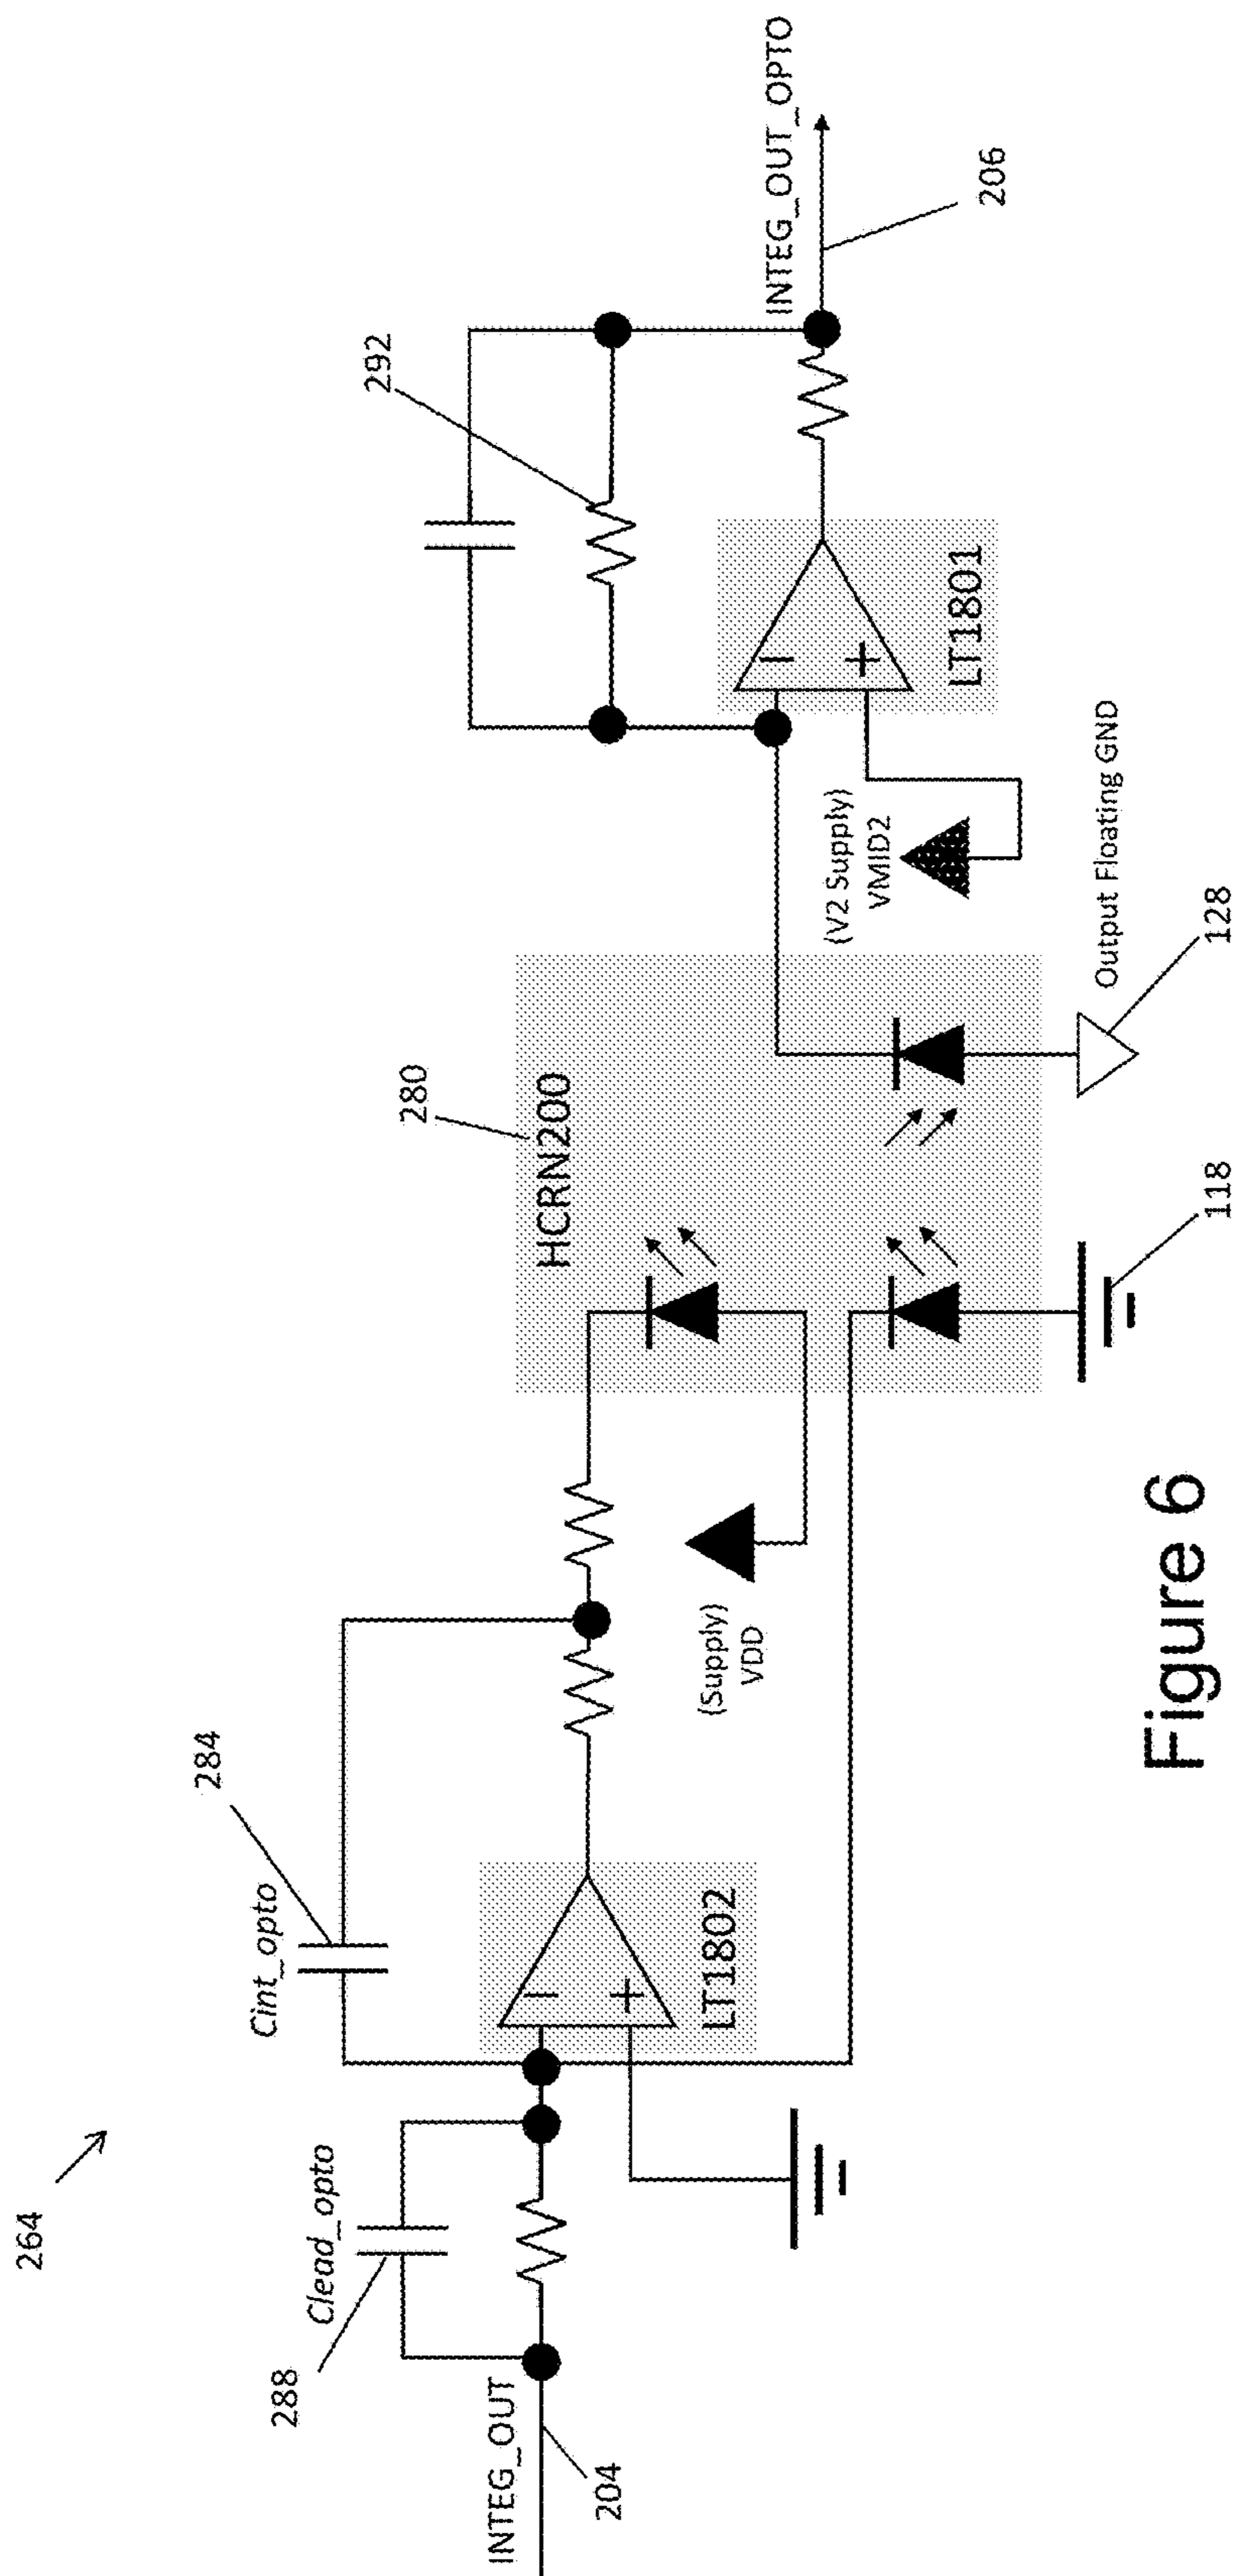 264
INTEG_OUT
204
288
Clead_opto
Cint_opto
284
−
+
LT1802
(Supply)
VDD
280
HCRN200
118
128
Output Floating GND
(V2 Supply)
VMID2
−
+
LT1801
292
INTEG_OUT_OPTO
206
Figure 6